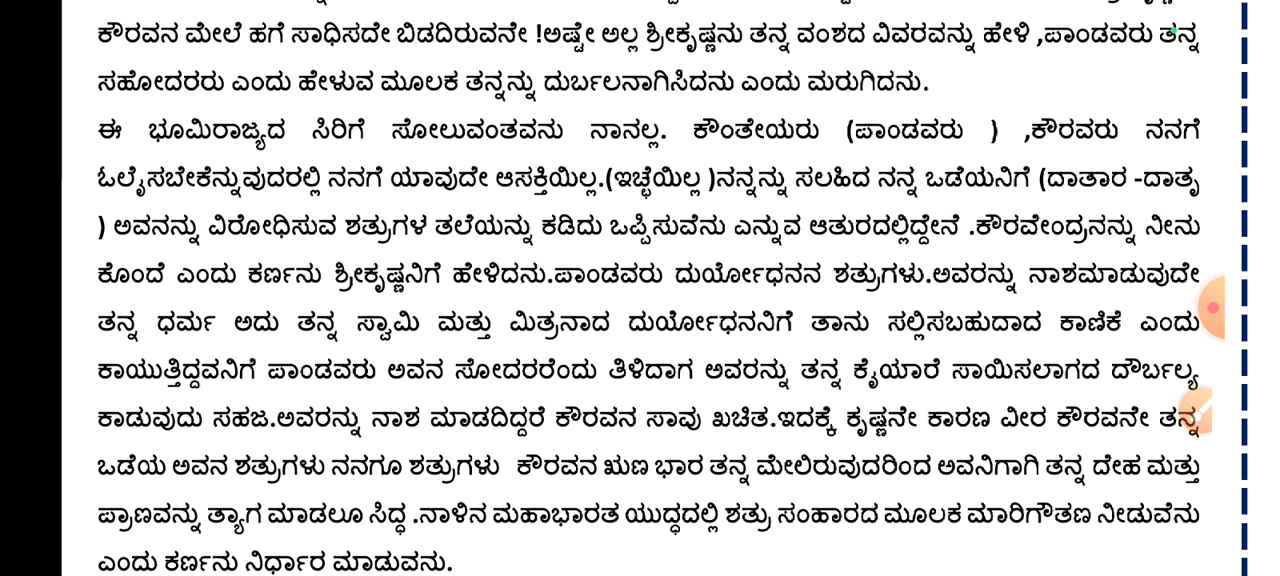 ಕೌರವನ ಮೇಲೆ ಹಗೆ ಸಾಧಿಸದೇ ಬಿಡದಿರುವನೇ !ಅಷ್ಟೇ ಅಲ್ಲ ಶ್ರೀಕೃಷ್ಣನು ತನ್ನ ವಂಶದ ವಿವರವನ್ನು ಹೇಳಿ ,ಪಾಂಡವರು ತನ್ನ
ಸಹೋದರರು ಎಂದು ಹೇಳುವ ಮೂಲಕ ತನ್ನನ್ನು ದುರ್ಬಲನಾಗಿಸಿದನು ಎಂದು ಮರುಗಿದನು.
ಈ ಭೂಮಿರಾಜ್ಯದ ಸಿರಿಗೆ ಸೋಲುವಂತವನು ನಾನಲ್ಲ. ಕೌಂತೇಯರು (ಪಾಂಡವರು ) ,ಕೌರವರು ನನಗೆ
ಓಲೈಸಬೇಕೆನ್ನುವುದರಲ್ಲಿ ನನಗೆ ಯಾವುದೇ ಆಸಕ್ತಿಯಿಲ್ಲ.(ಇಚ್ಛೆಯಿಲ್ಲ )ನನ್ನನ್ನು ಸಲಹಿದ ನನ್ನ ಒಡೆಯನಿಗೆ (ದಾತಾರ -ದಾತೃ
) ಅವನನ್ನು ವಿರೋಧಿಸುವ ಶತ್ರುಗಳ ತಲೆಯನ್ನು ಕಡಿದು ಒಪ್ಪಿಸುವೆನು ಎನ್ನುವ ಆತುರದಲ್ಲಿದ್ದೇನೆ .ಕೌರವೇಂದ್ರನನ್ನು ನೀನು
ಕೊಂದೆ ಎಂದು ಕರ್ಣನು ಶ್ರೀಕೃಷ್ಣನಿಗೆ ಹೇಳಿದನು.ಪಾಂಡವರು ದುರ್ಯೋಧನನ ಶತ್ರುಗಳು.ಅವರನ್ನು ನಾಶಮಾಡುವುದೇ
ತನ್ನ ಧರ್ಮ ಅದು ತನ್ನ ಸ್ವಾಮಿ ಮತ್ತು ಮಿತ್ರನಾದ ದುರ್ಯೋಧನನಿಗೆ ತಾನು ಸಲ್ಲಿಸಬಹುದಾದ ಕಾಣಿಕೆ ಎಂದು
ಕಾಯುತ್ತಿದ್ದವನಿಗೆ ಪಾಂಡವರು ಅವನ ಸೋದರರೆಂದು ತಿಳಿದಾಗ ಅವರನ್ನು ತನ್ನ ಕೈಯಾರೆ ಸಾಯಿಸಲಾಗದ ದೌರ್ಬಲ್ಯ
ಕಾಡುವುದು ಸಹಜ.ಅವರನ್ನು ನಾಶ ಮಾಡದಿದ್ದರೆ ಕೌರವನ ಸಾವು ಖಚಿತ.ಇದಕ್ಕೆ ಕೃಷ್ಣನೇ ಕಾರಣ ವೀರ ಕೌರವನೇ ತನ್ನ
ಒಡೆಯ ಅವನ ಶತ್ರುಗಳು ನನಗೂ ಶತ್ರುಗಳು ಕೌರವನ ಋಣ ಭಾರ ತನ್ನ ಮೇಲಿರುವುದರಿಂದ ಅವನಿಗಾಗಿ ತನ್ನ ದೇಹ ಮತ್ತು
ಪ್ರಾಣವನ್ನು ತ್ಯಾಗ ಮಾಡಲೂ ಸಿದ್ಧ .ನಾಳಿನ ಮಹಾಭಾರತ ಯುದ್ಧದಲ್ಲಿ ಶತ್ರು ಸಂಹಾರದ ಮೂಲಕ ಮಾರಿಗೌತಣ ನೀಡುವೆನು
ಎಂದು ಕರ್ಣನು ನಿರ್ಧಾರ ಮಾಡುವನು.